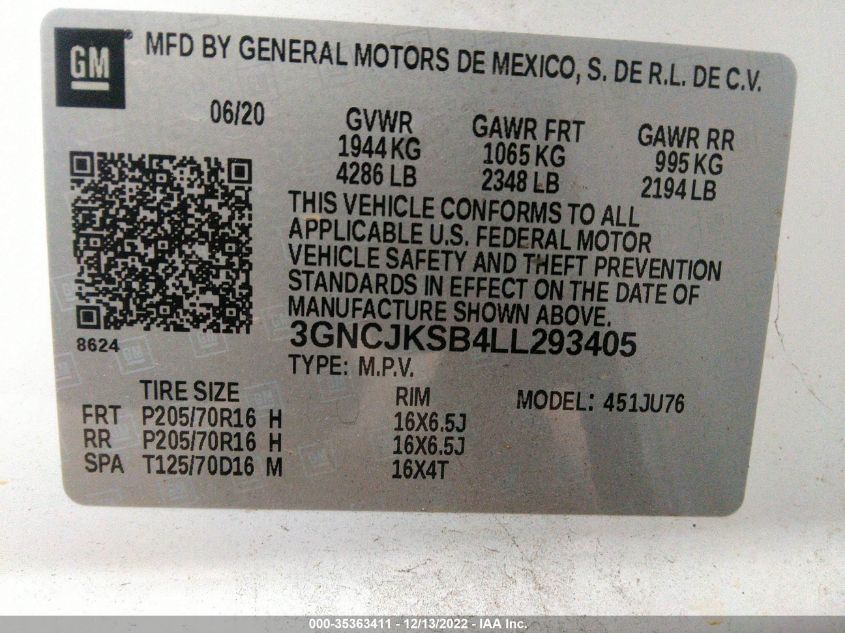 GM ® MFD BY GENERAL MOTORS DE MEXICO, S. DE R.L. DE C.V.
06/20 GVWR GAWR FRT GAWR RR
1944 KG 1065 KG 995 KG
4286 LB 2348 LB 2194 LB
THIS VEHICLE CONFORMS TO ALL
APPLICABLE U.S. FEDERAL MOTOR
VEHICLE SAFETY AND THEFT PREVENTION
STANDARDS IN EFFECT ON THE DATE OF
MANUFACTURE SHOWN ABOVE.
8624 3GNCJKSB4LL293405
TYPE: M.P.V.
TIRE SIZE RIM MODEL: 451JU76
FRT P205/70R16 H 16X6.5J
RR P205/70R16 H 16X6.5J
SPA T125/70D16 M 16X4T
000-35363411 - 12/13/2022 - IAAI.com